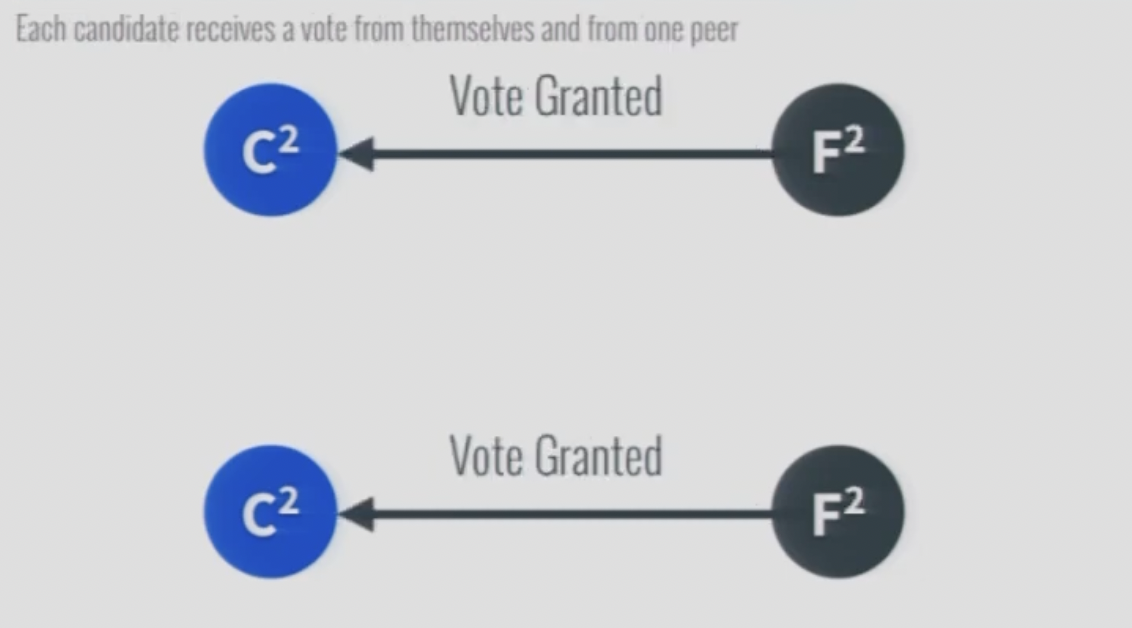 Each candidate receives a vote from themselves and from one peer
Vote Granted
C² F²
Vote Granted
C² F²